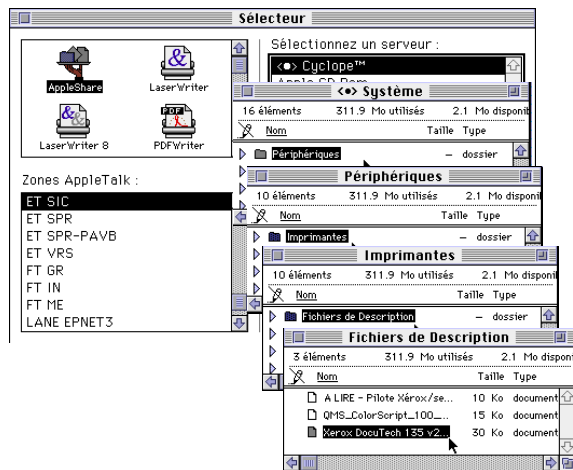 Sélecteur
AppleShare
LaserWriter
LaserWriter 8
PDFWriter
PDF
Sélectionnez un serveur :
<•> Cyclope™
Zones AppleTalk :
ET SIC
ET SPR
ET SPR-PAVB
ET VRS
FT GR
FT IN
FT ME
LANE EPNET3
<•> Système
16 éléments 311.9 Mo utilisés 2.1 Mo disponib
Nom Taille Type
Périphériques – dossier
Périphériques
10 éléments 311.9 Mo utilisés 2.1 Mo disponi
Nom Taille Type
Imprimantes – dossier
Imprimantes
10 éléments 311.9 Mo utilisés 2.1 Mo disponi
Nom Taille Type
Fichiers de Description – dossier
Fichiers de Description
3 éléments 311.9 Mo utilisés 2.1 Mo dispon
Nom Taille Type
A LIRE - Pilote Xérox/se... 10 Ko document
QMS_ColorScript_100_... 15 Ko document
Xerox DocuTech 135 v2... 30 Ko document